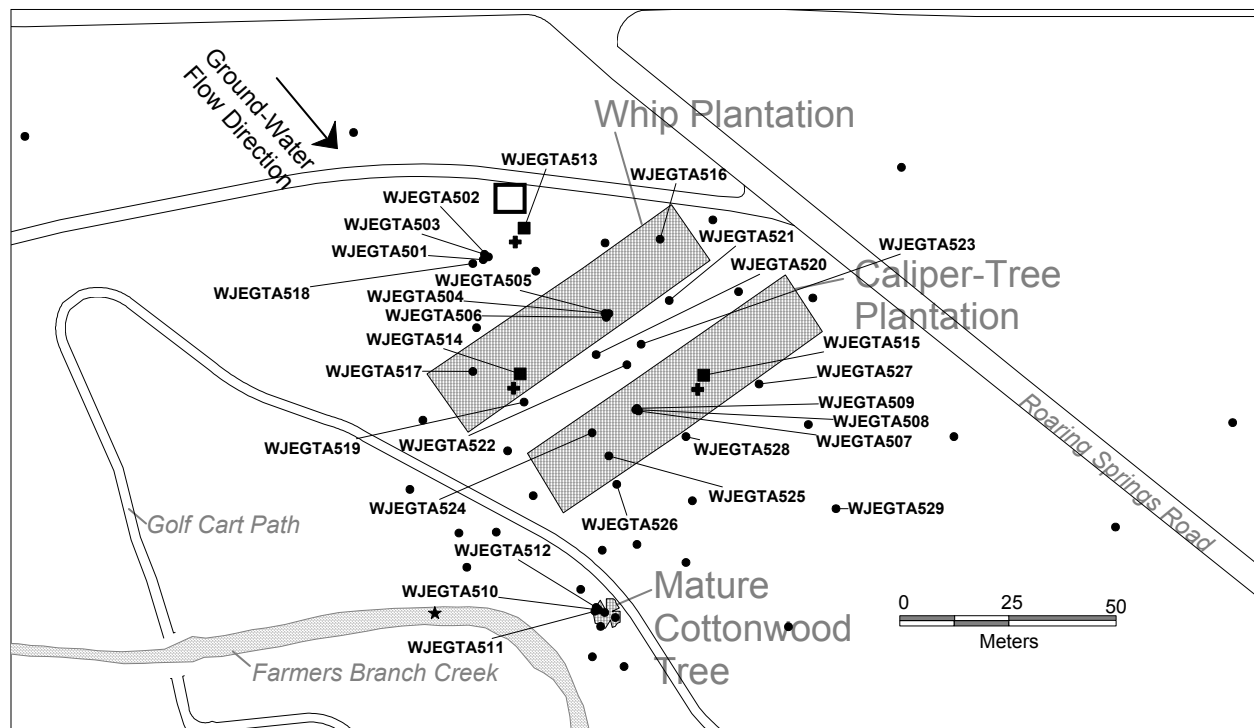 Ground-Water
Flow Direction
Whip Plantation
WJEGTA513
WJEGTA516
WJEGTA502
WJEGTA503
WJEGTA501
WJEGTA518
WJEGTA521
WJEGTA523
WJEGTA520
WJEGTA505
WJEGTA504
WJEGTA506
WJEGTA514
WJEGTA517
Caliper-Tree
Plantation
WJEGTA515
WJEGTA527
WJEGTA509
WJEGTA508
WJEGTA507
WJEGTA519
WJEGTA522
WJEGTA528
WJEGTA524
WJEGTA525
WJEGTA526
WJEGTA529
Roaring Springs Road
Golf Cart Path
WJEGTA512
WJEGTA510
WJEGTA511
Mature
Cottonwood
Tree
Farmers Branch Creek
0 25 50
Meters